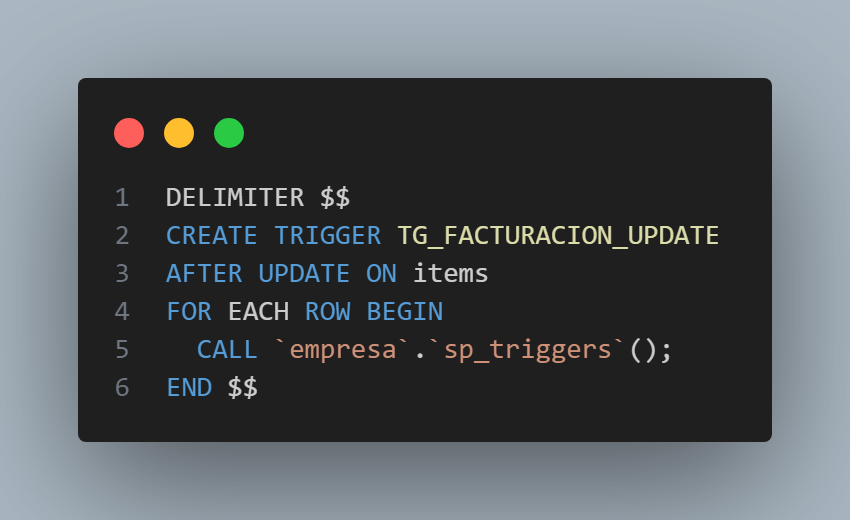 1 DELIMITER $$
2 CREATE TRIGGER TG_FACTURACION_UPDATE
3 AFTER UPDATE ON items
4 FOR EACH ROW BEGIN
5   CALL `empresa`.`sp_triggers`();
6 END $$